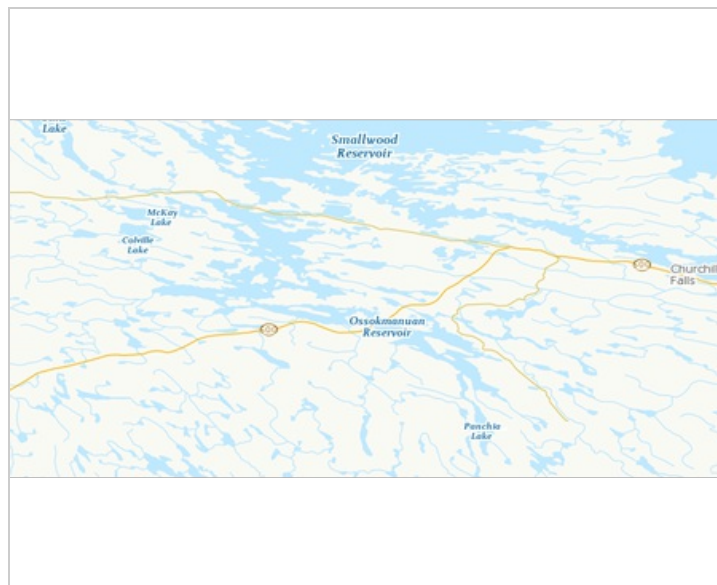 Lake
Smallwood
Reservoir
McKay
Lake
Colville
Lake
Churchill
Falls
Ossokmanuan
Reservoir
Panchia
Lake